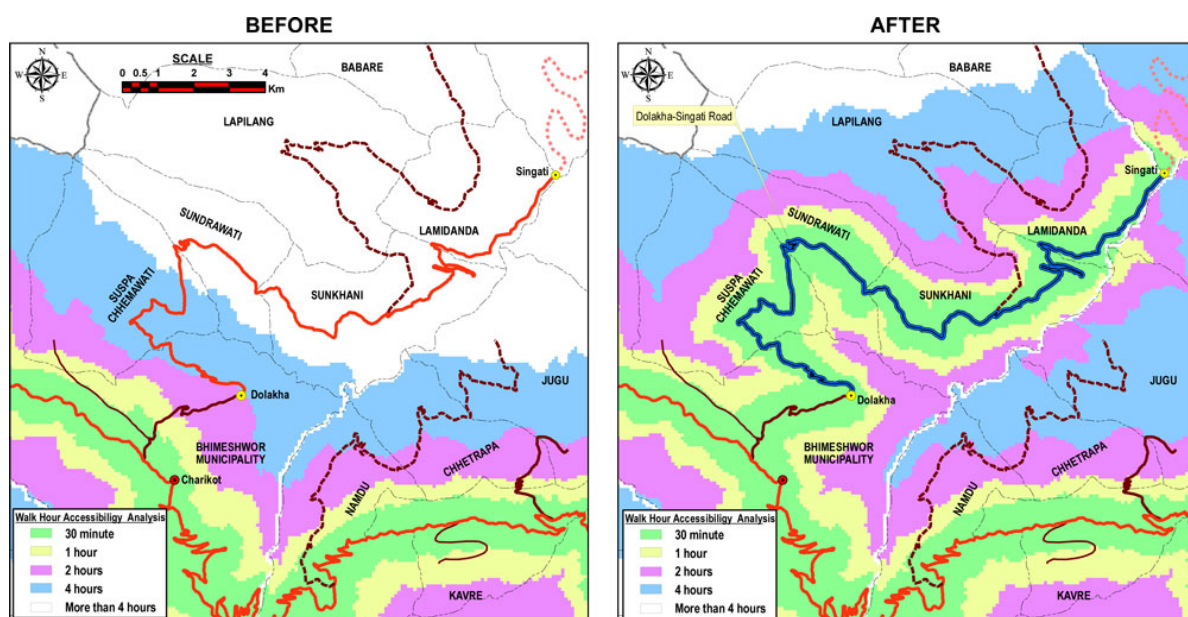 BEFORE
N
W E
S
SCALE
0 0.5 1 2 3 4
Km
BABARE
LAPILANG
Singati
SUNDRAWATI
LAMIDANDA
SUSPA
CHHEMAWATI
SUNKHANI
JUGU
Dolakha
BHIMESHWOR
MUNICIPALITY
CHHETRAPA
Charikot
NAMDU
Walk Hour Accessibiligy Analysis
30 minute
1 hour
2 hours
4 hours
More than 4 hours
KAVRE
AFTER
N
W E
S
BABARE
Dolakha-Singati Road
LAPILANG
Singati
SUNDRAWATI
LAMIDANDA
SUSPA
CHHEMAWATI
SUNKHANI
JUGU
Dolakha
BHIMESHWOR
MUNICIPALITY
CHHETRAPA
Charikot
NAMDU
Walk Hour Accessibiligy Analysis
30 minute
1 hour
2 hours
4 hours
More than 4 hours
KAVRE